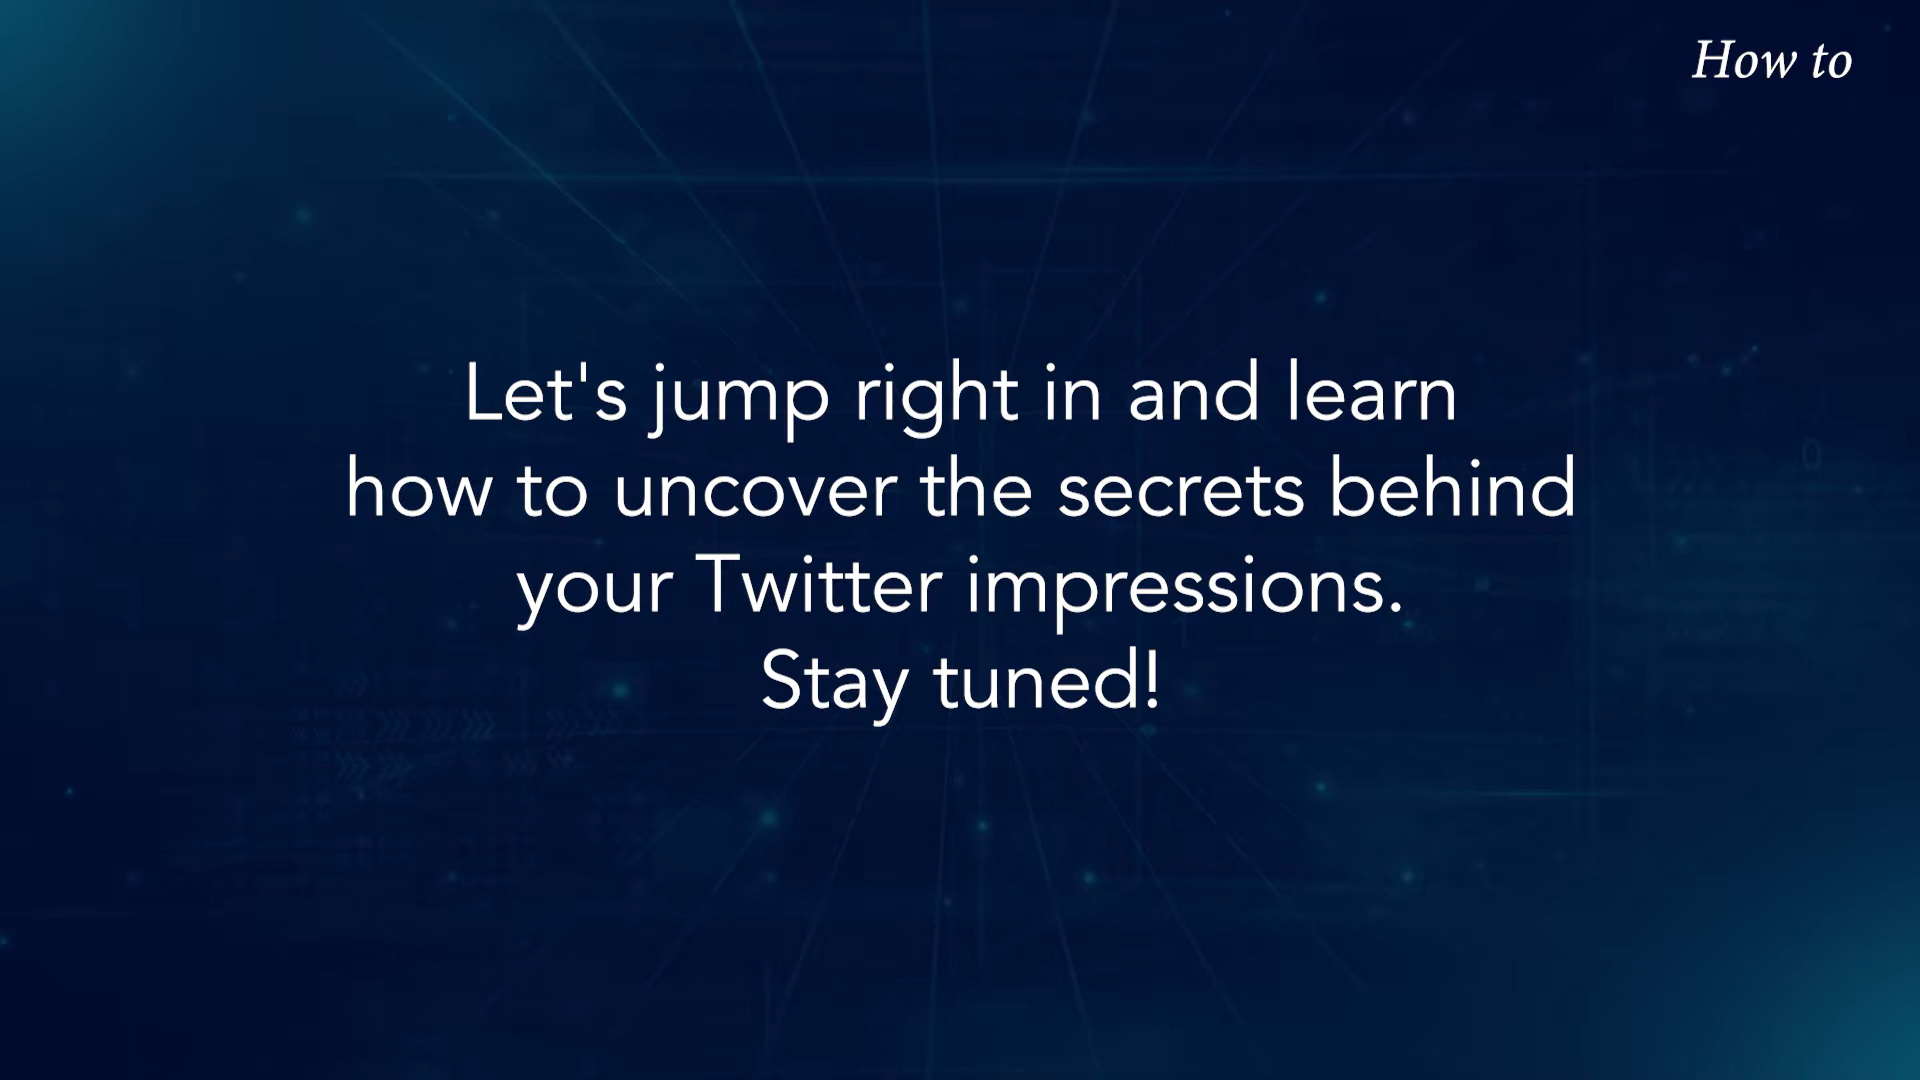 How to
Let's jump right in and learn
how to uncover the secrets behind
your Twitter impressions.
Stay tuned!